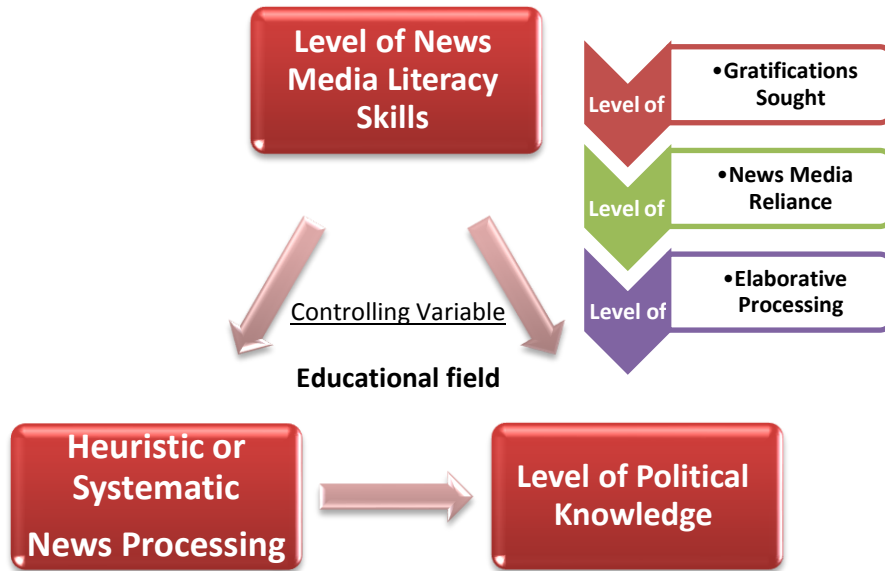 Level of News
Media Literacy
Skills
Level of
•Gratifications
Sought
Level of
•News Media
Reliance
Level of
•Elaborative
Processing
Controlling Variable
Educational field
Heuristic or
Systematic
News Processing
Level of Political
Knowledge